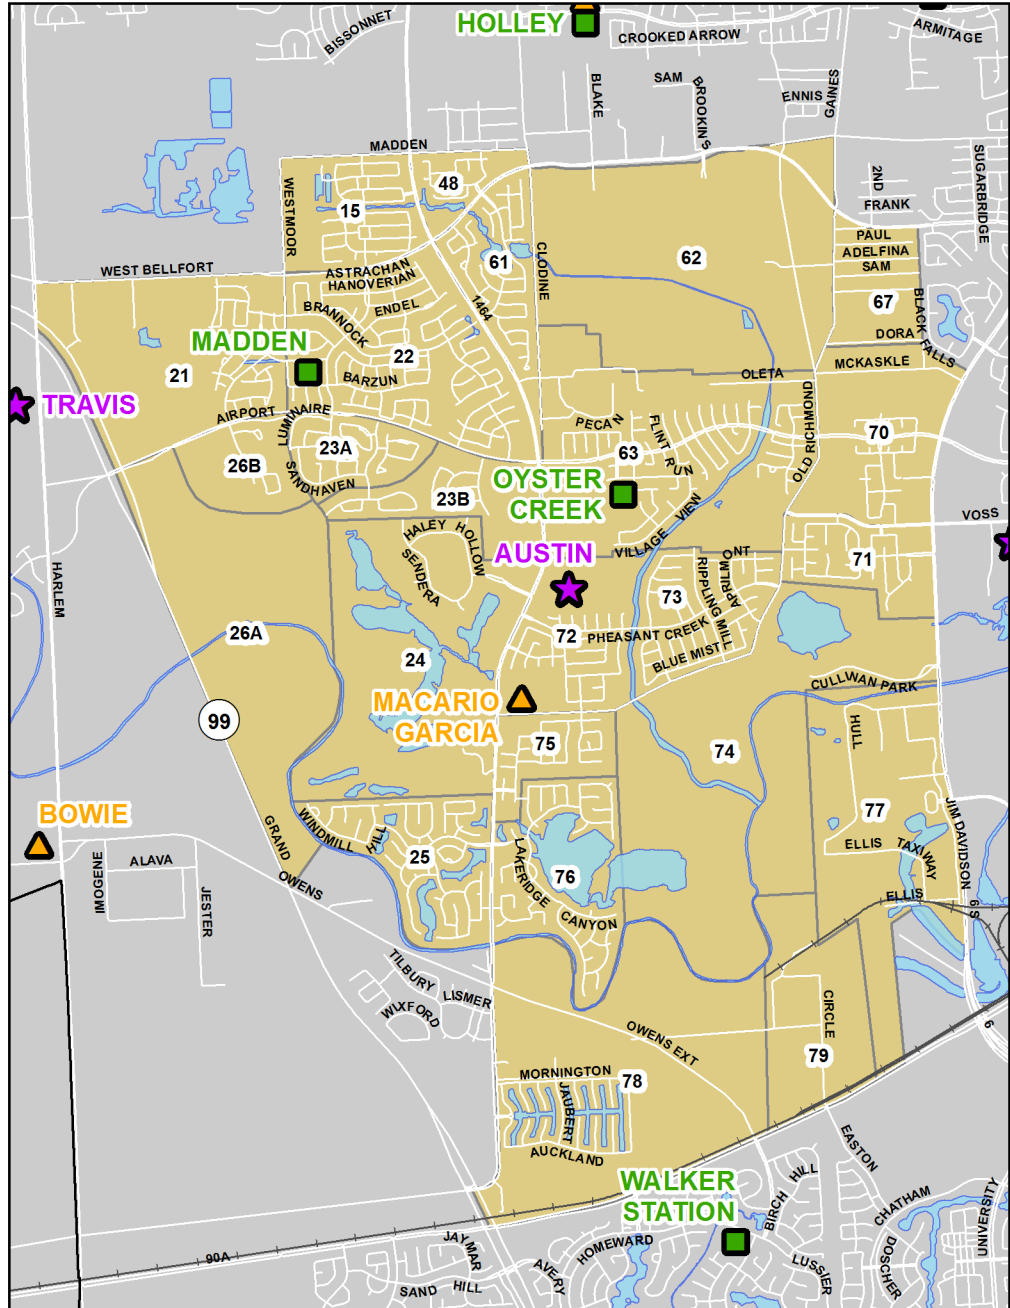 BISSONNET
HOLLEY
CROOKED ARROW
ARMITAGE
BLAKE
SAM
BROOKIN'S
ENNIS
GAINES
MADDEN
48
15
WESTMOOR
2ND
FRANK
SUGARBRIDGE
PAUL
ADELFINA
SAM
67
WEST BELLFORT
ASTRACHAN
HANOVERIAN
61
CLODINE
62
BRANNOCK
ENDEL
1464
BLACK
FALLS
DORA
MADDEN
21
22
BARZUN
OLETA
MCKASKLE
TRAVIS
AIRPORT
LUMINAIRE
23A
26B
SANDHAVEN
PECAN
FLINT RUN
63
OLD RICHMOND
70
23B
OYSTER
CREEK
VOSS
HALEY HOLLOW
SENDERA
VILLAGE VIEW
AUSTIN
71
HARLEM
73
RIPPLING MILL
APRILMONT
26A
72
PHEASANT CREEK
BLUE MIST
24
CULLWAN PARK
MACARIO
GARCIA
99
75
74
HULL
77
BOWIE
GRAND
WINDMILL
HILL
25
LAKERIDGE
CANYON
76
JIM DAVIDSON
ELLIS
TAXIWAY
ELLIS
6 S
IMOGENE
ALAVA
JESTER
OWENS
TILBURY
LISMER
WIXFORD
OWENS EXT
CIRCLE
6
79
MORNINGTON
78
JAUBERT
AUCKLAND
EASTON
WALKER
STATION
BIRCH HILL
CHATHAM
UNIVERSITY
90A
JAYMAR
HOMEWARD
AVERY
SAND HILL
LUSSIER
DOSCHER